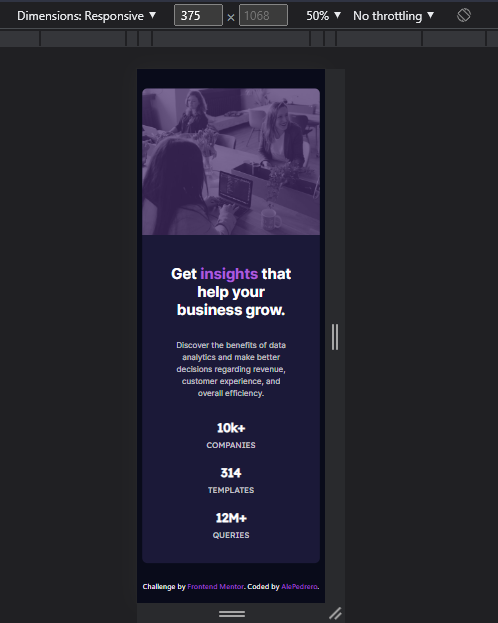 Dimensions: Responsive ▼ 375 × 1068 50% ▼ No throttling ▼
Get insights that
help your
business grow.
Discover the benefits of data
analytics and make better
decisions regarding revenue,
customer experience, and
overall efficiency.
10k+
COMPANIES
314
TEMPLATES
12M+
QUERIES
Challenge by Frontend Mentor. Coded by AlePedrero.